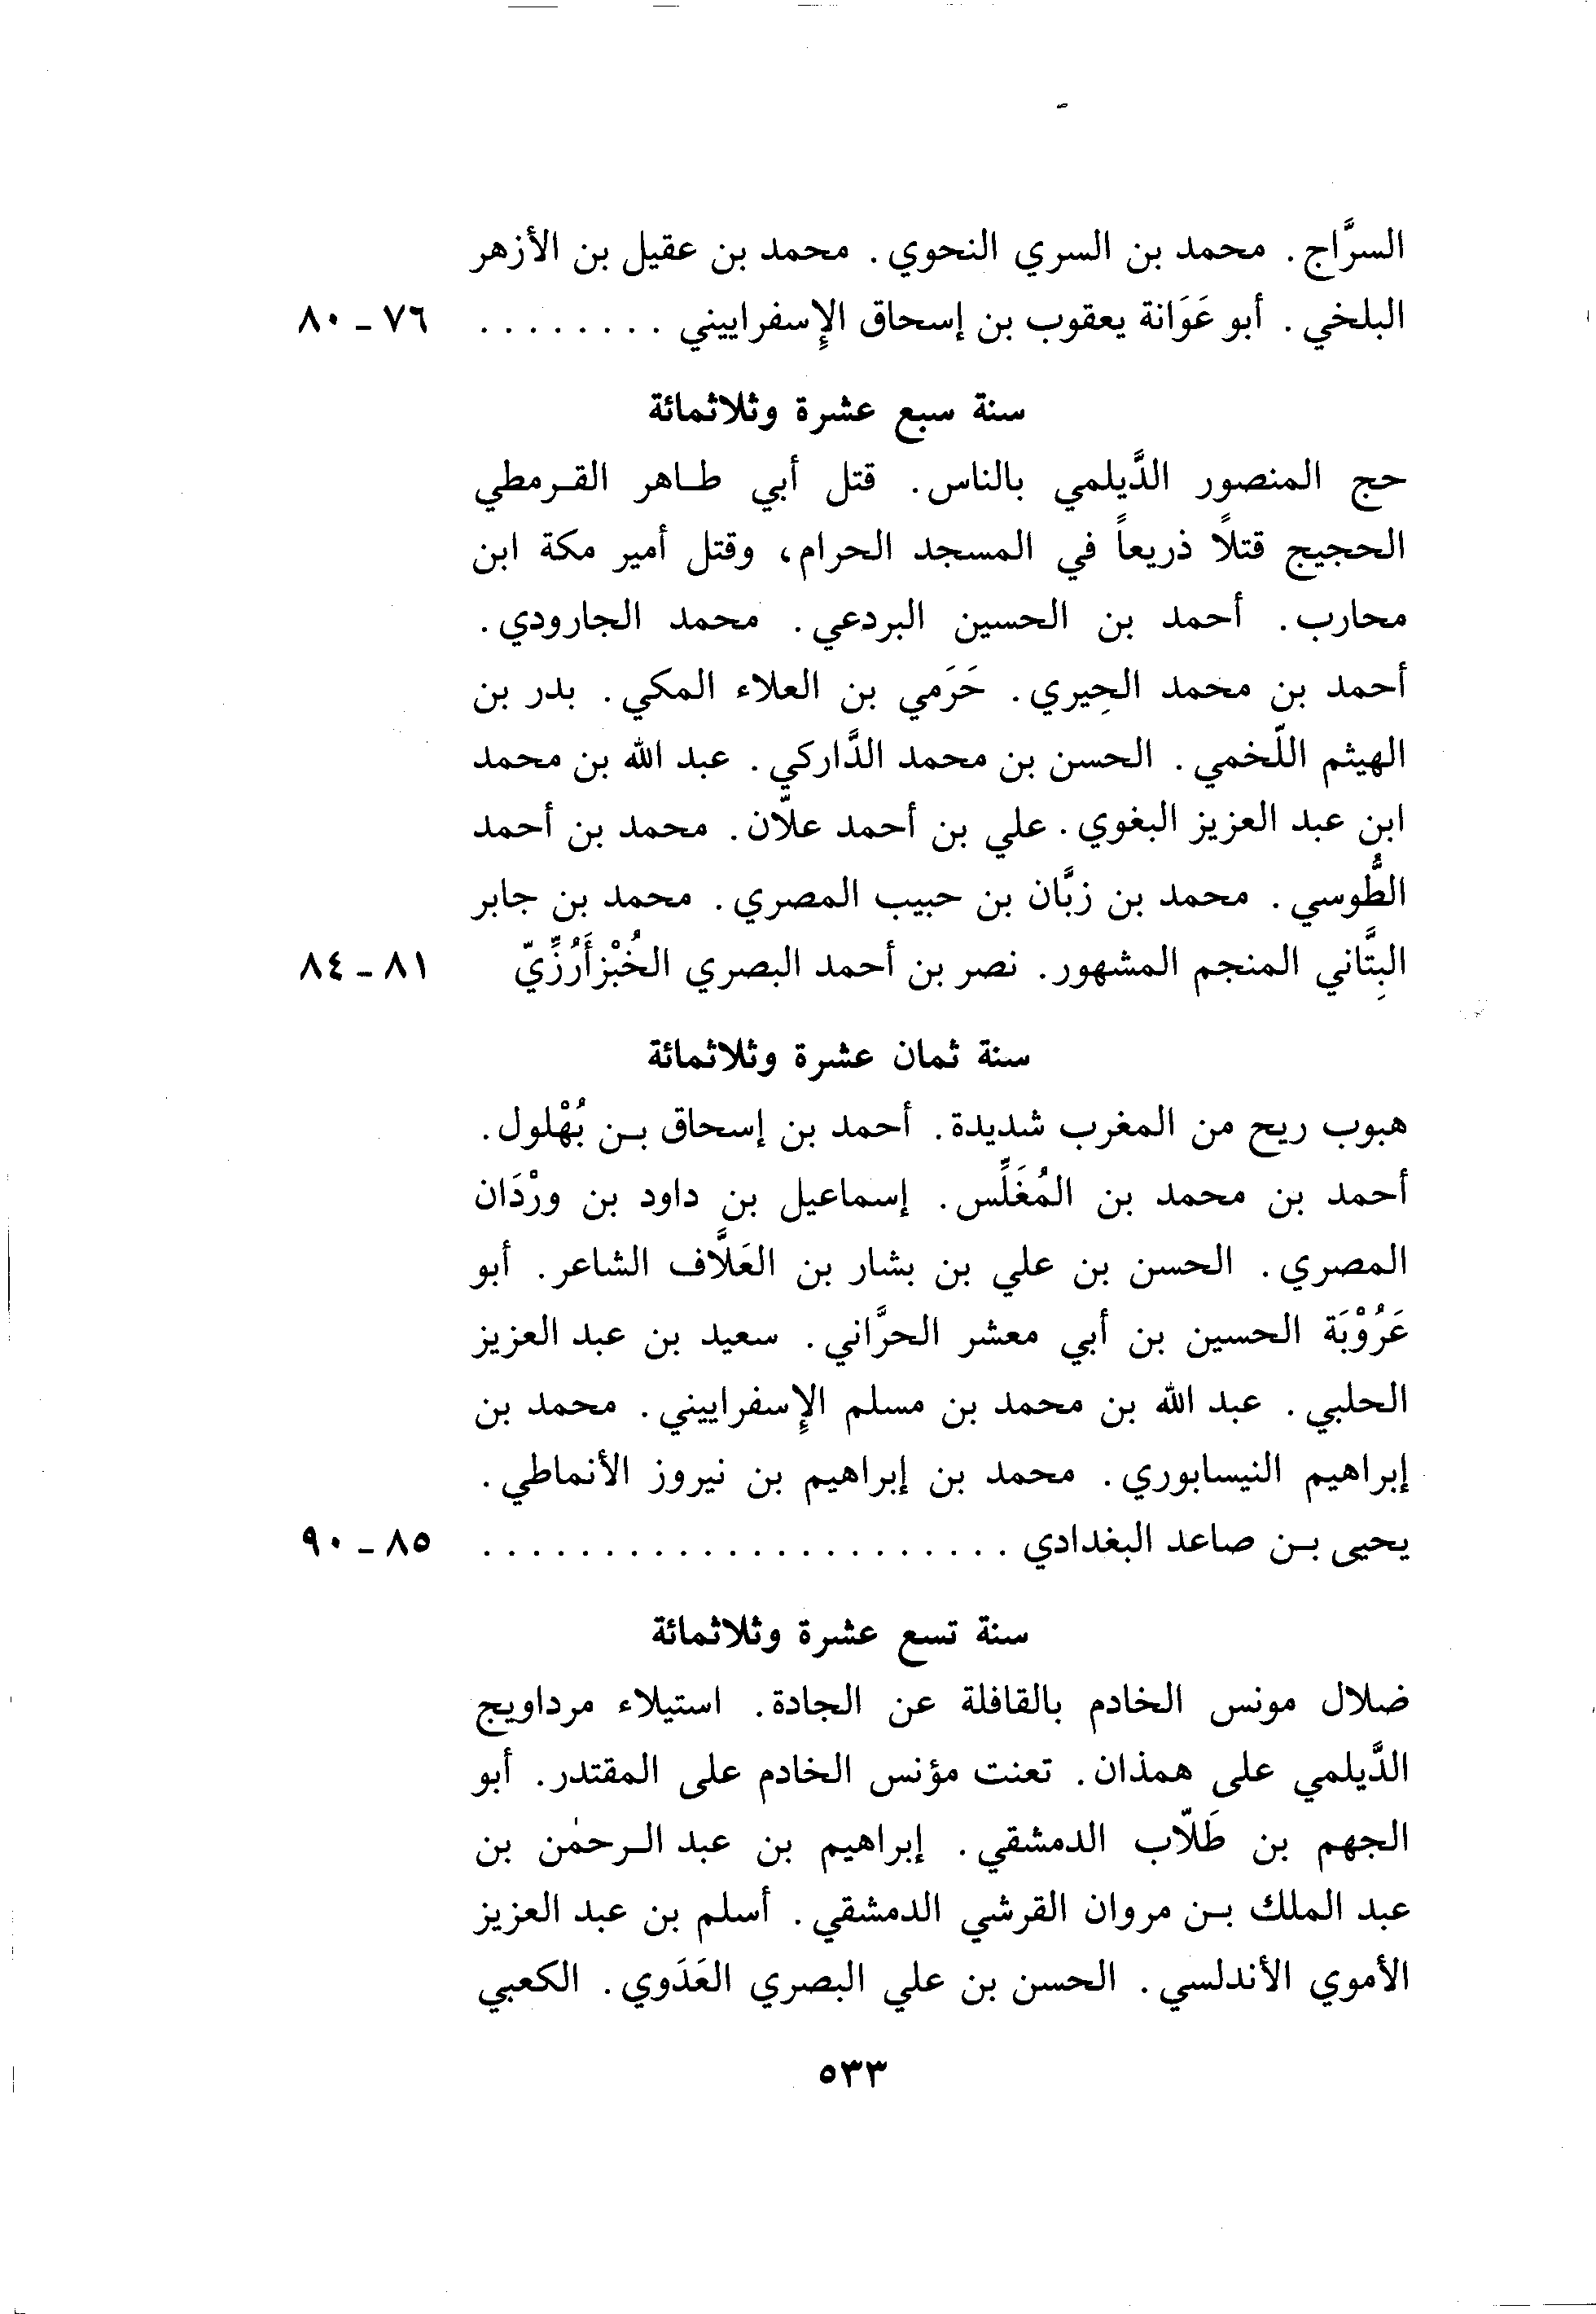 السرَّاج. محمد بن السري النحوي. محمد بن عقيل بن الأزهر
البلخي. أبو عَوَانة يعقوب بن إسحاق الإِسفراييني . . . . . . . . ٧٦ - ٨٠
سنة سبع عشرة وثلاثمائة
حج المنصور الدَّيلمي بالناس. قتل أبي طاهر القرمطي
الحجيج قتلاً ذريعاً في المسجد الحرام، وقتل أمير مكة ابن
محارب. أحمد بن الحسين البردعي. محمد الجارودي.
أحمد بن محمد الحِيري. حَرَمي بن العلاء المكي. بدر بن
الهيثم اللّخمي. الحسن بن محمد الدَّاركي. عبد الله بن محمد
ابن عبد العزيز البغوي. علي بن أحمد علاّن. محمد بن أحمد
الطُّوسي. محمد بن زبَّان بن حبيب المصري. محمد بن جابر
البِتَّاني المنجم المشهور. نصر بن أحمد البصري الخُبْزأَرُزِّيّ ٨١ - ٨٤
سنة ثمان عشرة وثلاثمائة
هبوب ريح من المغرب شديدة. أحمد بن إسحاق بن بُهْلول.
أحمد بن محمد بن المُغَلِّس. إسماعيل بن داود بن ورْدَان
المصري. الحسن بن علي بن بشار بن العَلَّاف الشاعر. أبو
عَرُوْبَة الحسين بن أبي معشر الحرَّاني. سعيد بن عبد العزيز
الحلبي. عبد الله بن محمد بن مسلم الإِسفراييني. محمد بن
إبراهيم النيسابوري. محمد بن إبراهيم بن نيروز الأنماطي.
يحيى بن صاعد البغدادي . . . . . . . . . . . . . . . . . . . . . . ٨٥ - ٩٠
سنة تسع عشرة وثلاثمائة
ضلال مونس الخادم بالقافلة عن الجادة. استيلاء مرداويج
الدَّيلمي على همذان. تعنت مؤنس الخادم على المقتدر. أبو
الجهم بن طَلاّب الدمشقي. إبراهيم بن عبد الرحمٰن بن
عبد الملك بن مروان القرشي الدمشقي. أسلم بن عبد العزيز
الأموي الأندلسي. الحسن بن علي البصري العَدَوي. الكعبي
٥٣٣